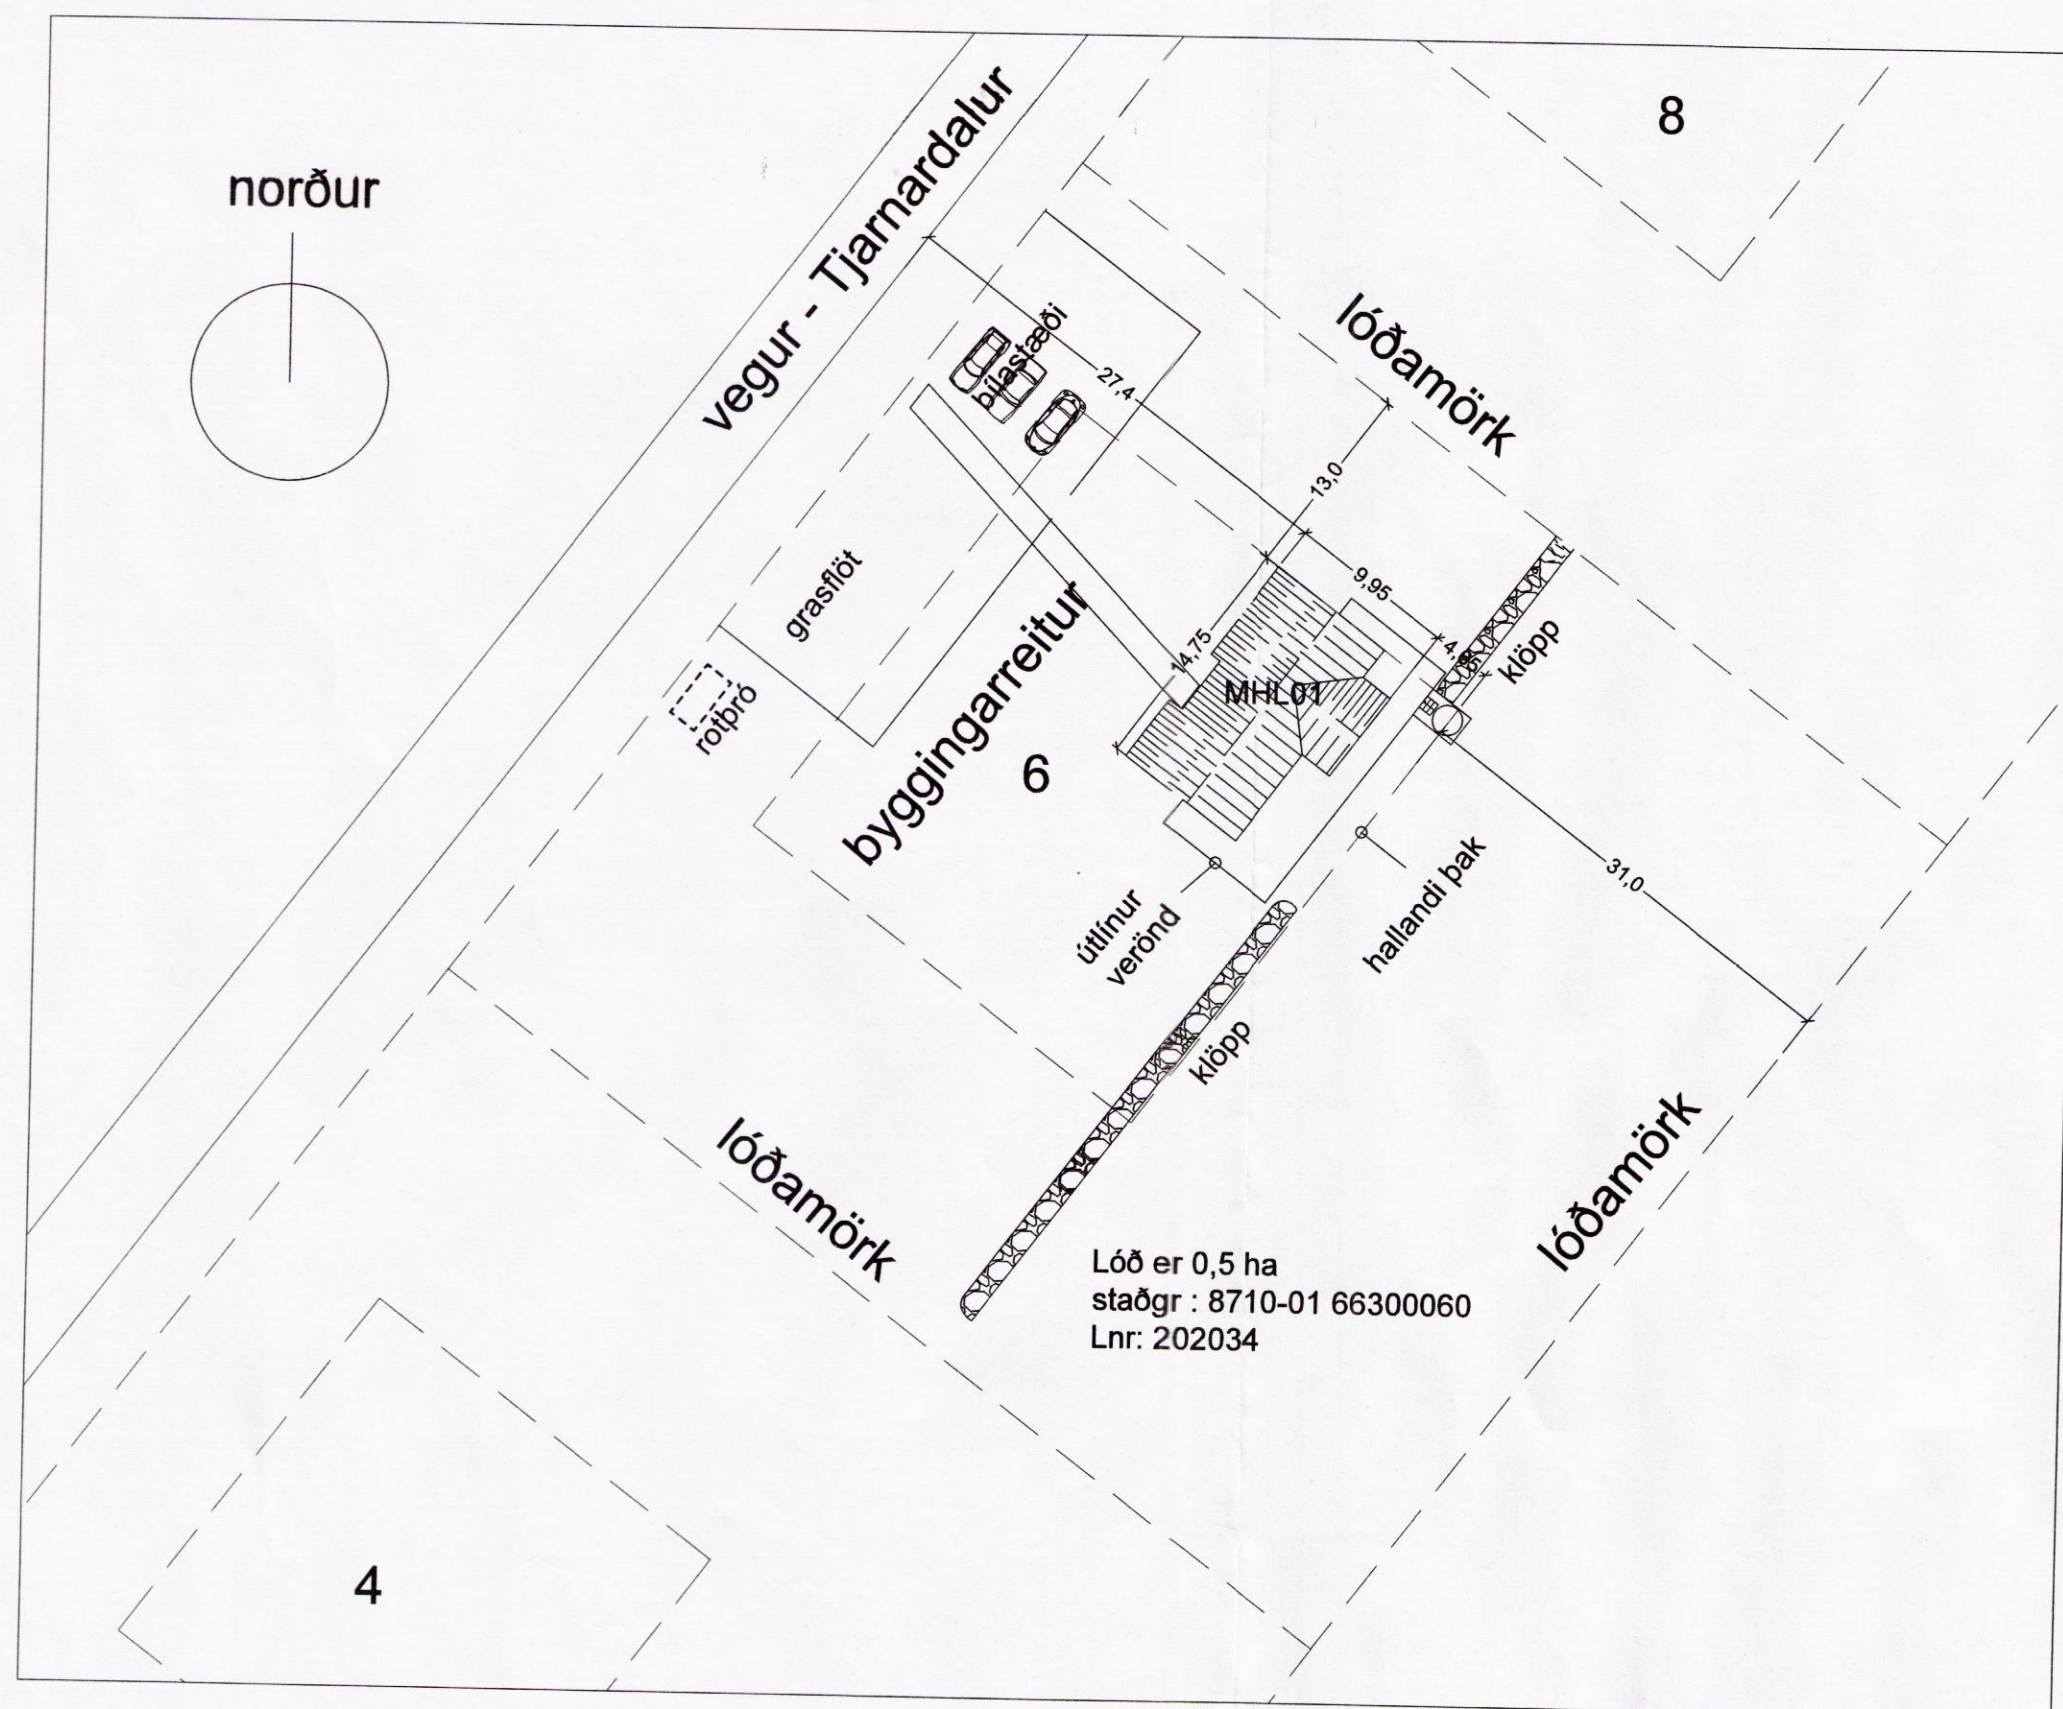 8
norður
vegur - Tjarnardalur
bílastæði
27,4
lóðamörk
13,0
9,95
grasflöt
14,75
klöpp
rotþró
MHL01
byggingarreitur
6
31,0
hallandi þak
útlínur
verönd
klöpp
lóðamörk
lóðamörk
Lóð er 0,5 ha
staðgr : 8710-01 66300060
Lnr: 202034
4